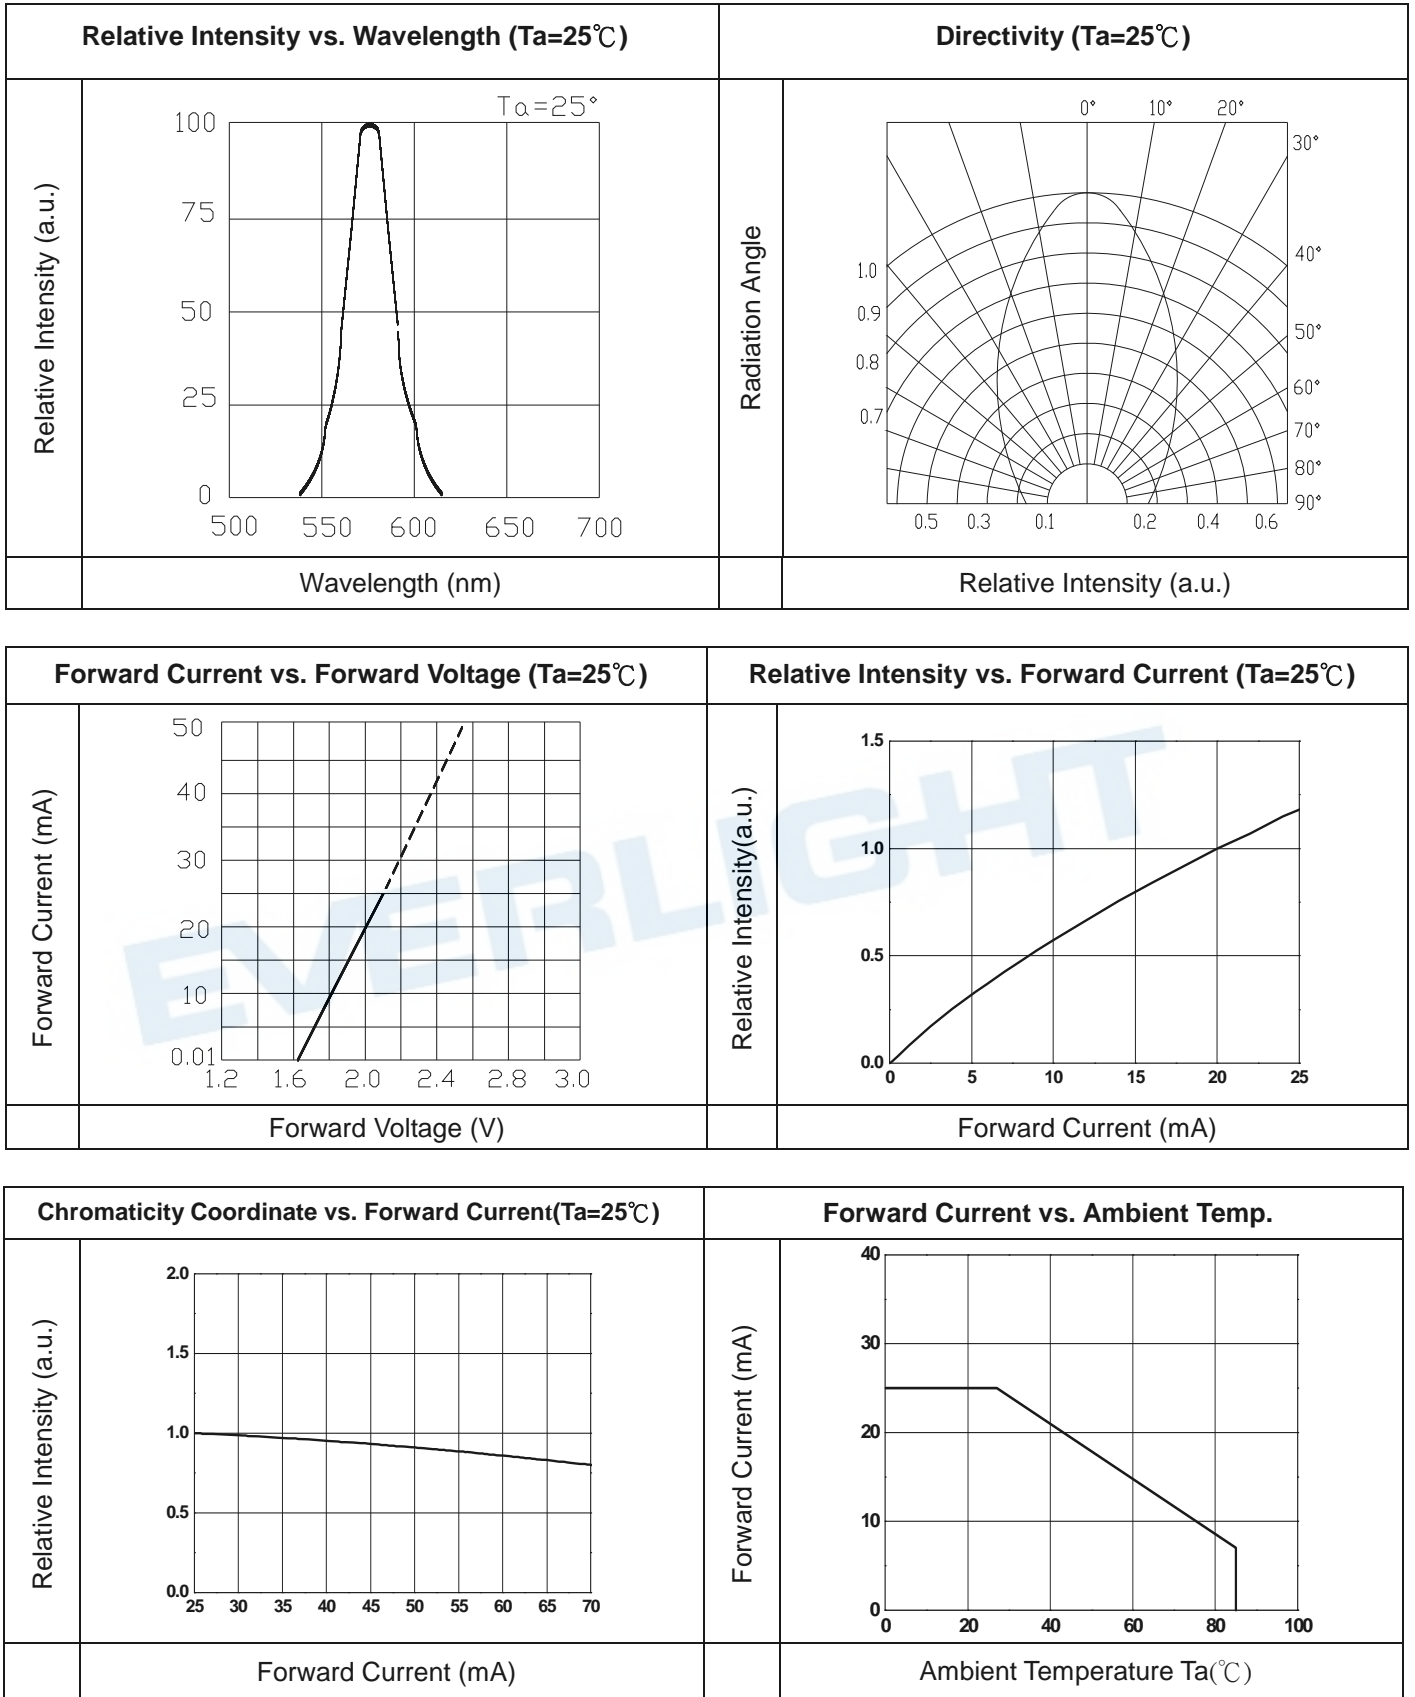 Relative Intensity vs. Wavelength (Ta=25℃)
Directivity (Ta=25℃)
Relative Intensity (a.u.)
Ta=25°
100
75
50
25
0
500 550 600 650 700
Wavelength (nm)
Radiation Angle
0° 10° 20°
30°
40°
50°
60°
70°
80°
90°
1.0
0.9
0.8
0.7
0.5 0.3 0.1 0.2 0.4 0.6
Relative Intensity (a.u.)
Forward Current vs. Forward Voltage (Ta=25℃)
Relative Intensity vs. Forward Current (Ta=25℃)
EVERLIGHT
Forward Current (mA)
50
40
30
20
10
0.01
1.2 1.6 2.0 2.4 2.8 3.0
Forward Voltage (V)
Relative Intensity(a.u.)
1.5
1.0
0.5
0.0
0 5 10 15 20 25
Forward Current (mA)
Chromaticity Coordinate vs. Forward Current(Ta=25℃)
Forward Current vs. Ambient Temp.
Relative Intensity (a.u.)
2.0
1.5
1.0
0.5
0.0
25 30 35 40 45 50 55 60 65 70
Forward Current (mA)
Forward Current (mA)
40
30
20
10
0
0 20 40 60 80 100
Ambient Temperature Ta(℃)